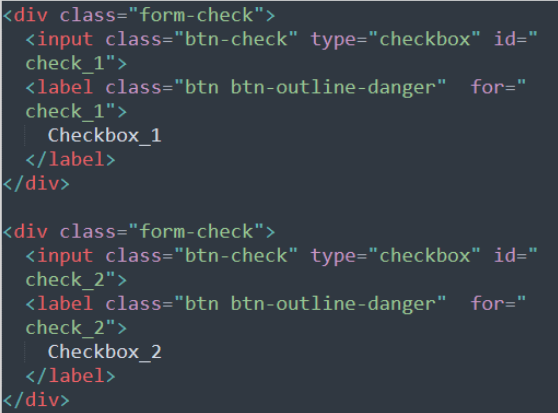 <div class="form-check">
  <input class="btn-check" type="checkbox" id="
  check_1">
  <label class="btn btn-outline-danger"  for="
  check_1">
    Checkbox_1
  </label>
</div>

<div class="form-check">
  <input class="btn-check" type="checkbox" id="
  check_2">
  <label class="btn btn-outline-danger"  for="
  check_2">
    Checkbox_2
  </label>
</div>